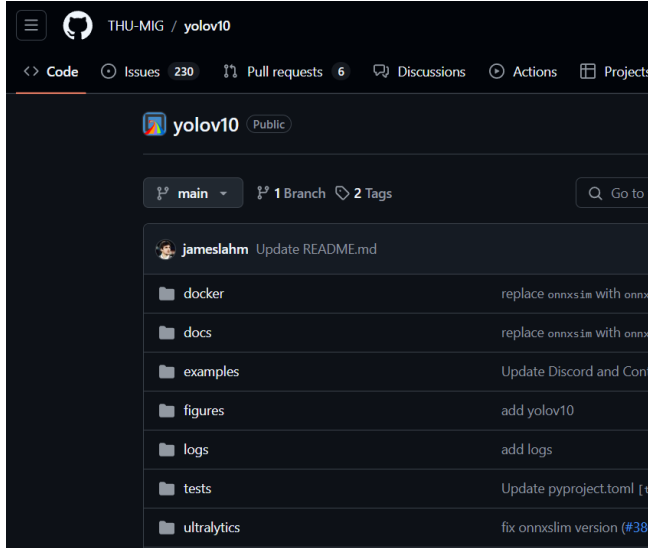 THU-MIG / yolov10
Code Issues 230 Pull requests 6 Discussions Actions Projects
yolov10 Public
main 1 Branch 2 Tags Go to
jameslahm Update README.md
docker replace onnxsim with
docs replace onnxsim with
examples Update Discord and
figures add yolov10
logs add logs
tests Update pyproject.toml
ultralytics fix onnxslim version (#38